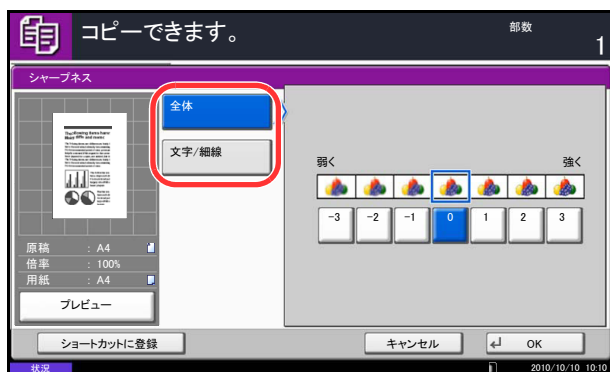 コピーできます。
部数
1
シャープネス
全体
文字/細線
弱く
強く
-3 -2 -1 0 1 2 3
原稿 : A4
倍率 : 100%
用紙 : A4
プレビュー
ショートカットに登録
キャンセル
OK
状況
2010/10/10 10:10